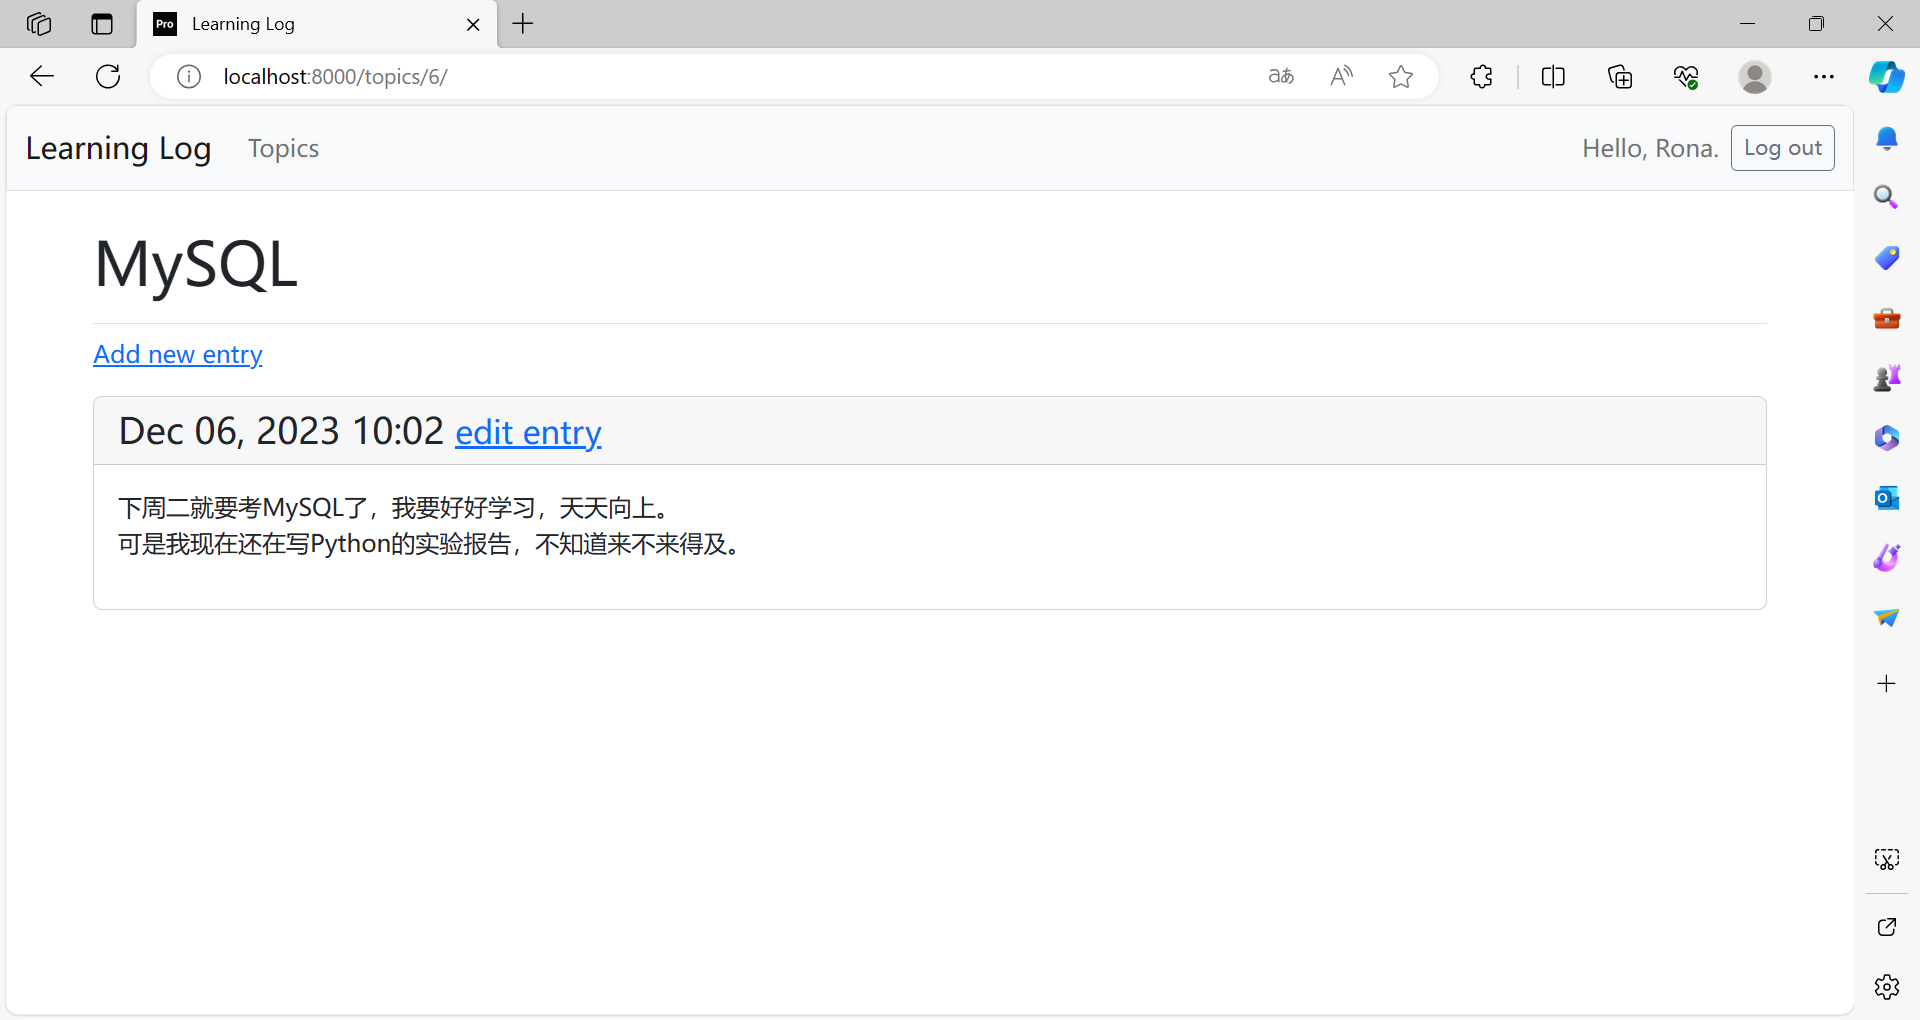 Pro Learning Log
localhost:8000/topics/6/
Learning Log Topics Hello, Rona. Log out
MySQL
Add new entry
Dec 06, 2023 10:02 edit entry
下周二就要考MySQL了，我要好好学习，天天向上。
可是我现在还在写Python的实验报告，不知道来不来得及。